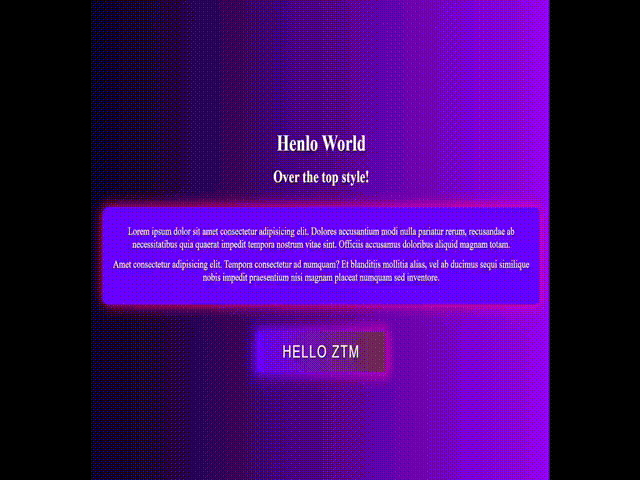 Henlo World
Over the top style!
Lorem ipsum dolor sit amet consectetur adipisicing elit. Dolores accusantium modi nulla pariatur rerum, recusandae ab
necessitatibus quia quaerat impedit tempora nostrum vitae sint. Officiis accusamus doloribus aliquid magnam totam.
Amet consectetur adipisicing elit. Tempora consectetur ad numquam? Et blanditiis mollitia alias, vel ab ducimus sequi similique
nobis impedit praesentium nisi magnam placeat numquam sed inventore.
HELLO ZTM